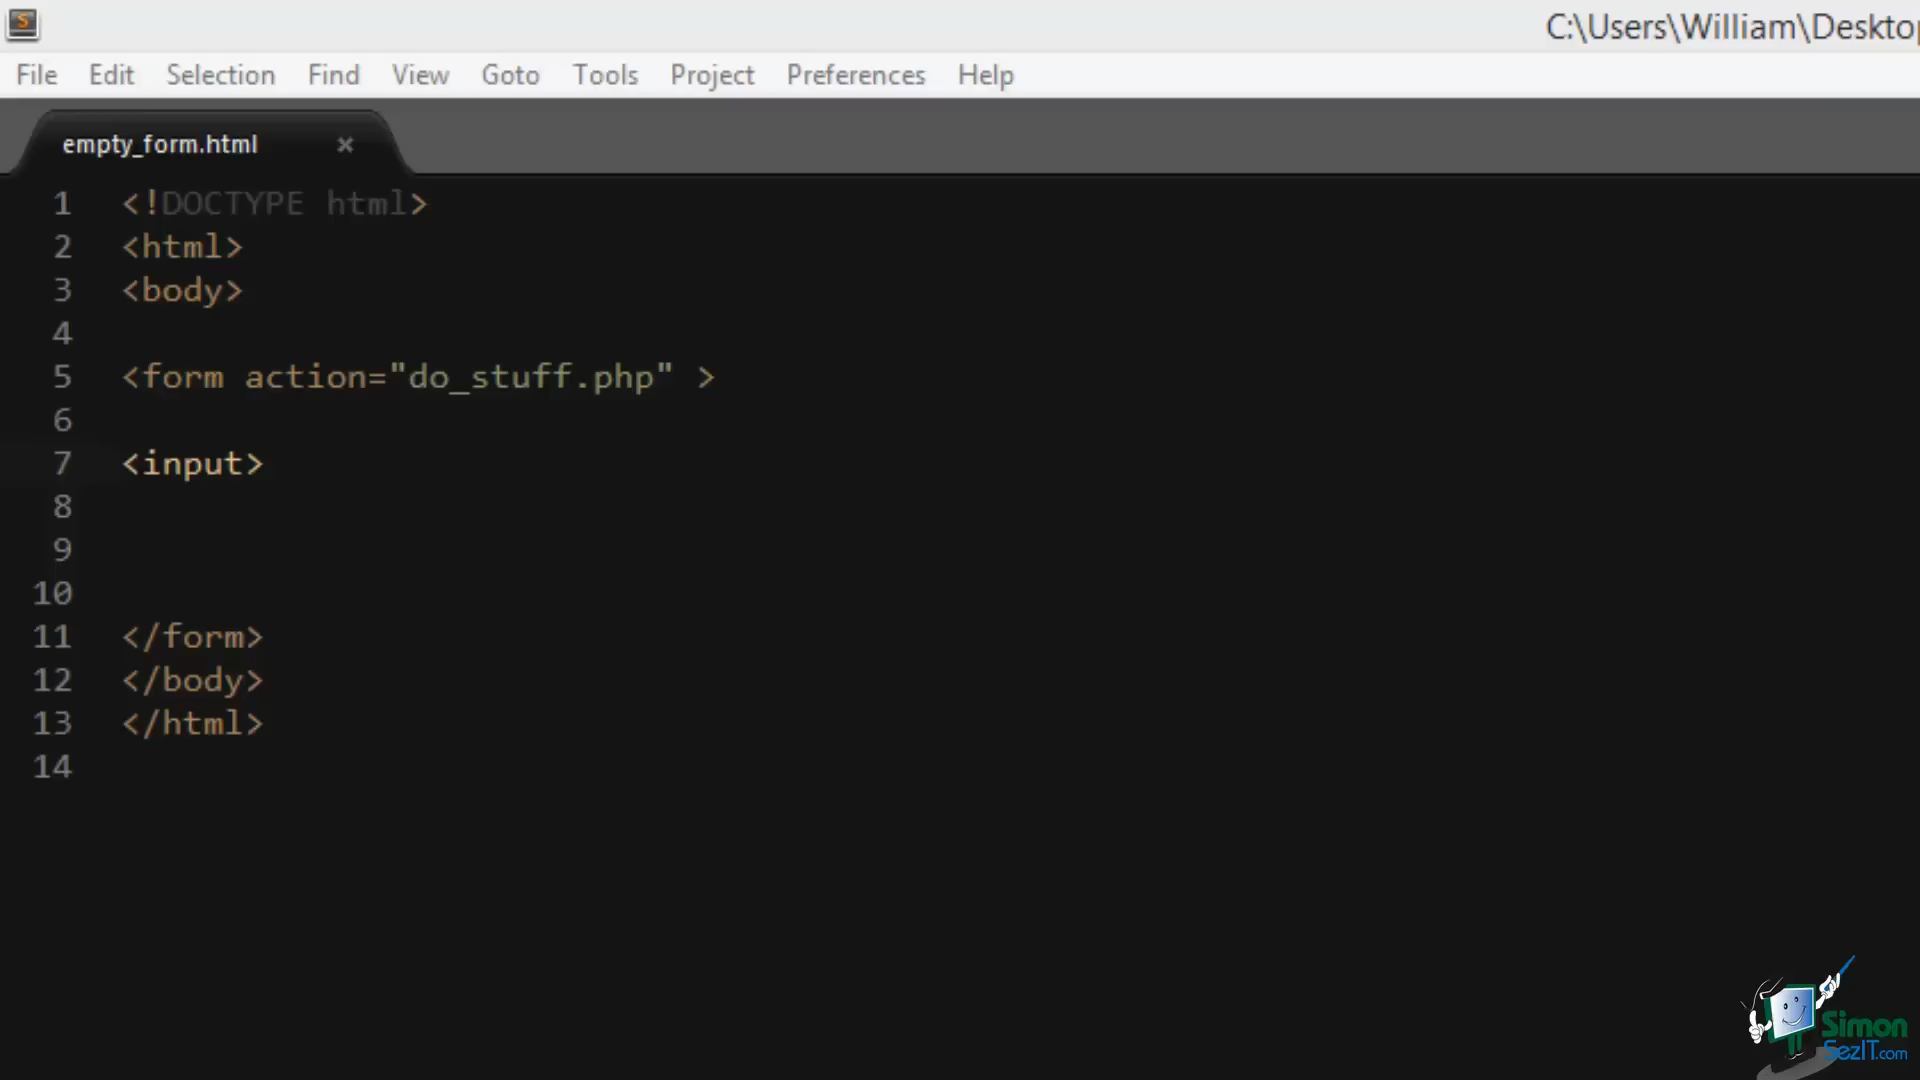 S
C:\Users\William\Desktop
File Edit Selection Find View Goto Tools Project Preferences Help
empty_form.html ×
1 <!DOCTYPE html>
2 <html>
3 <body>
4
5 <form action="do_stuff.php" >
6
7 <input>
8
9
10
11 </form>
12 </body>
13 </html>
14
Simon
SezIT.com